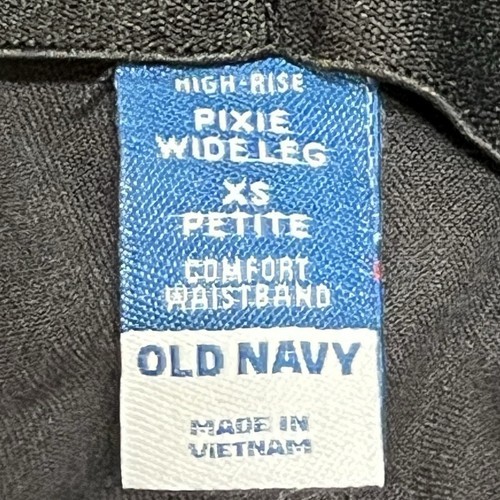 HIGH-RISE
PIXIE
WIDE LEG
XS
PETITE
COMFORT
WAISTBAND
OLD NAVY
MADE IN
VIETNAM